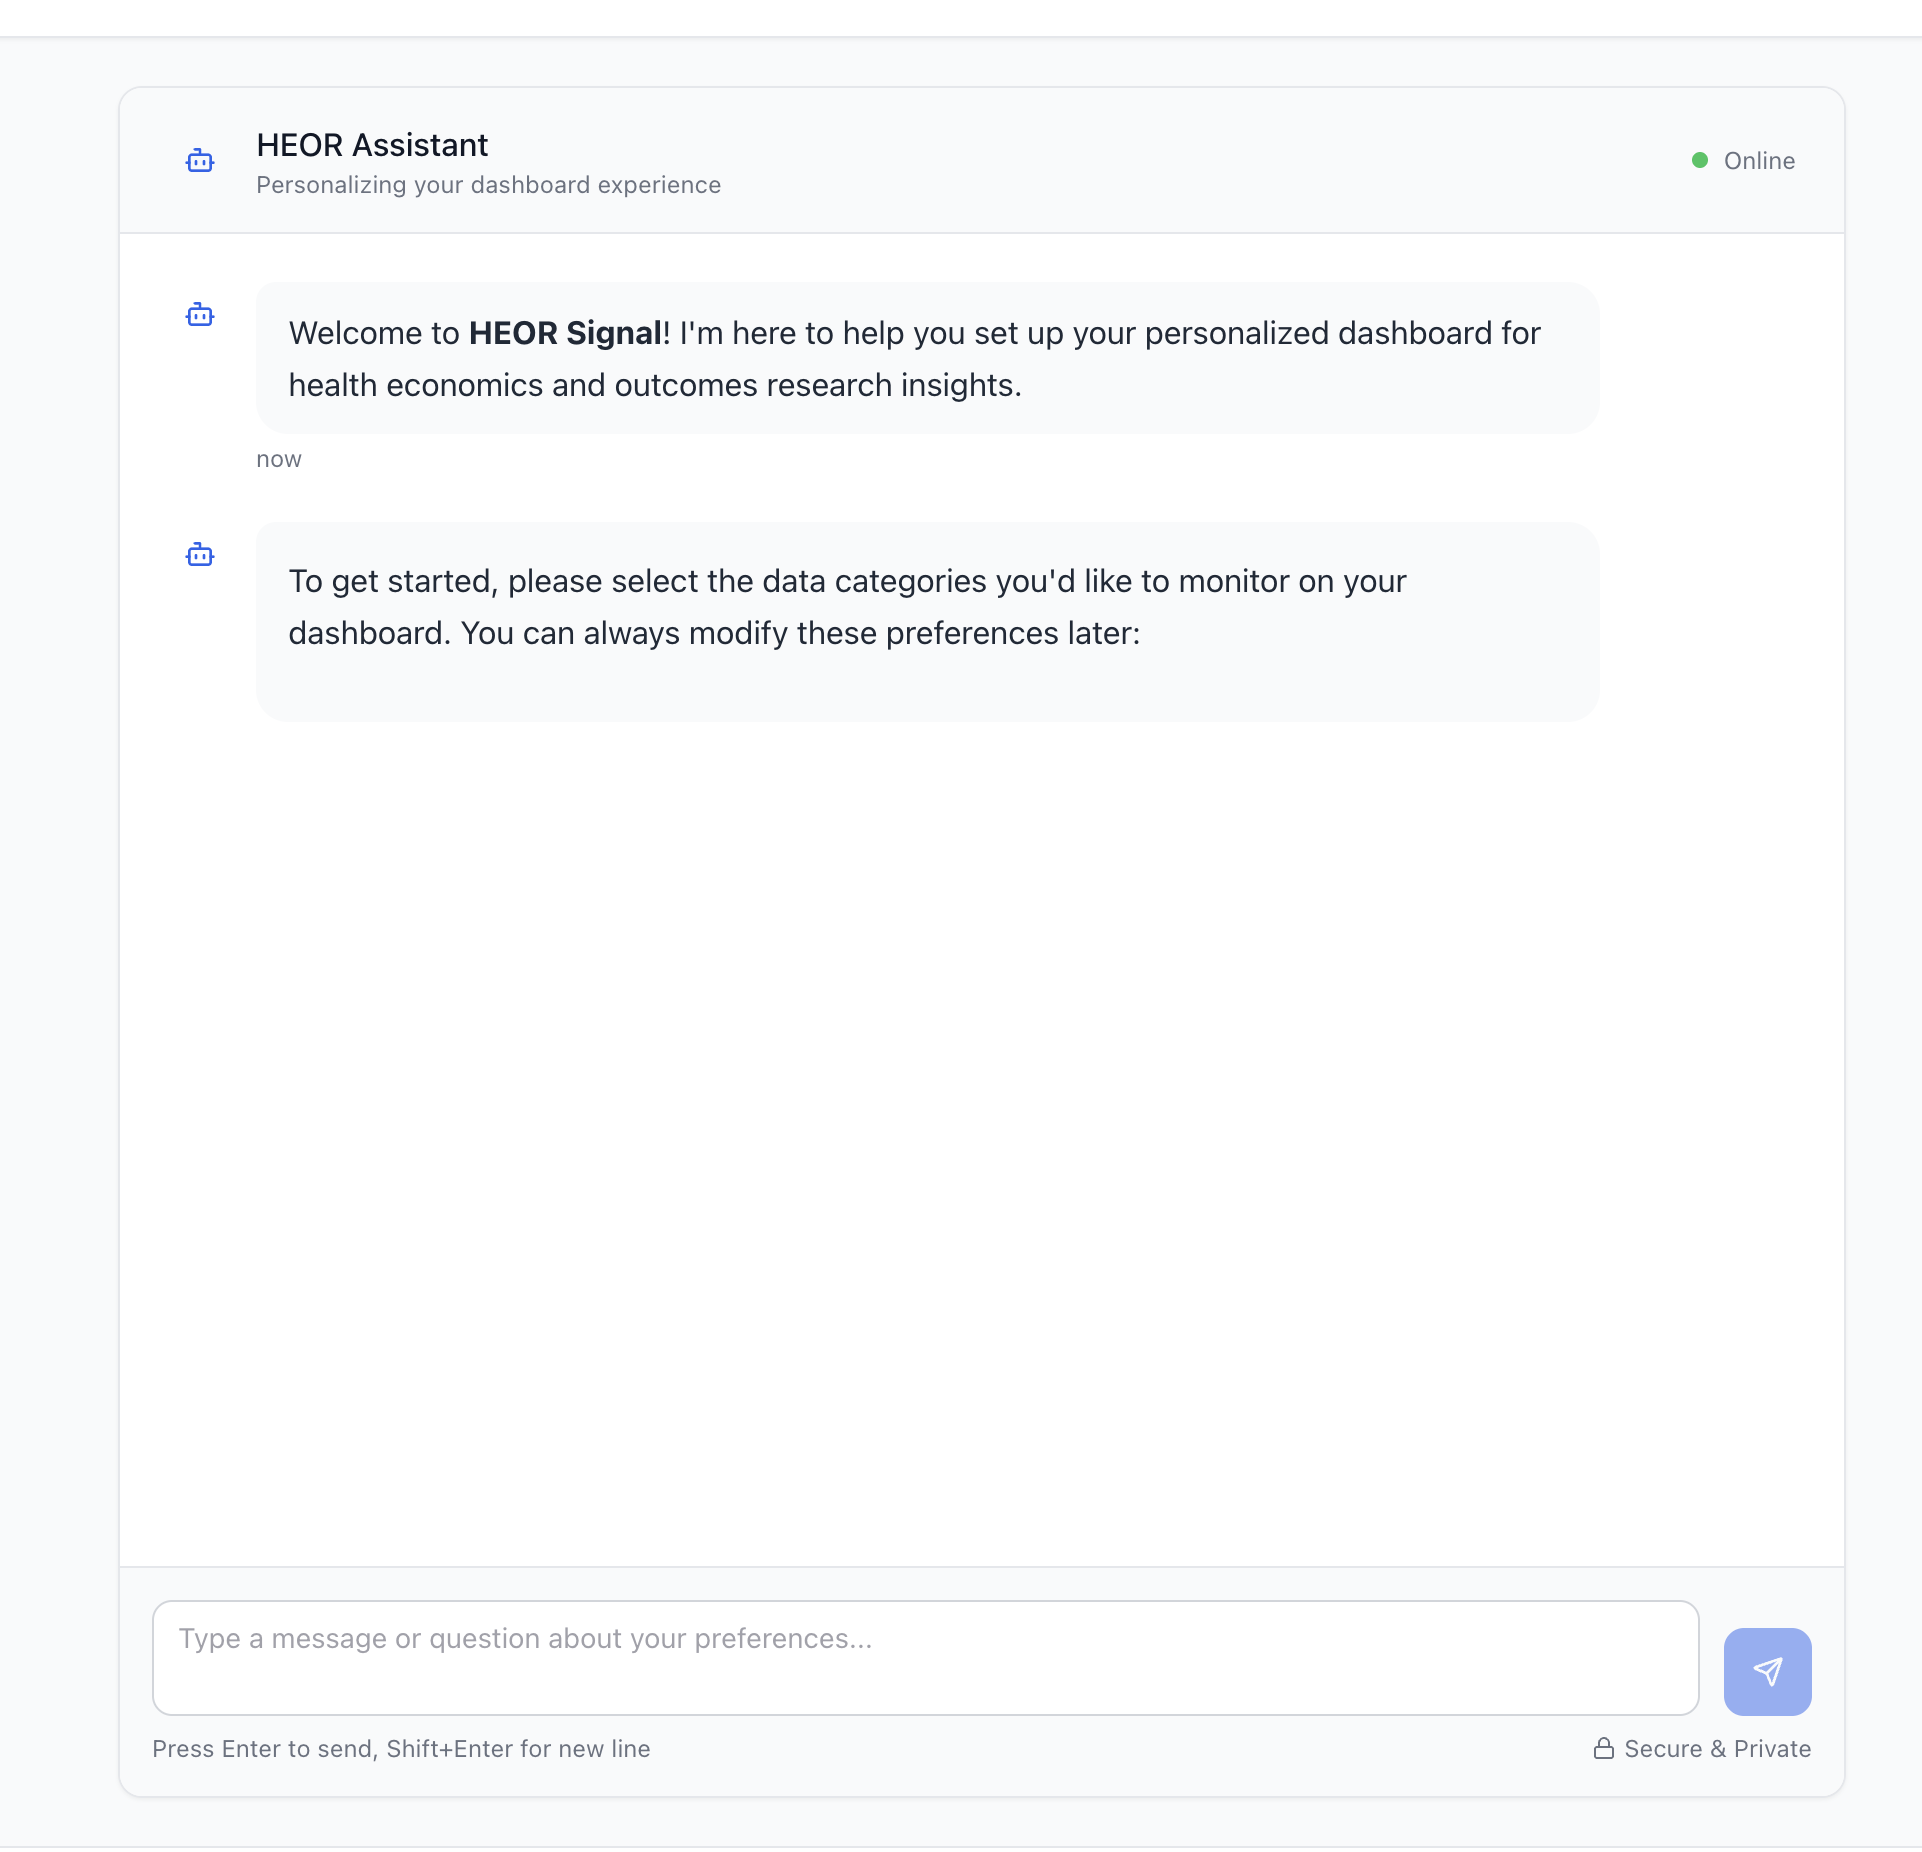 HEOR Assistant
Personalizing your dashboard experience
Online
Welcome to HEOR Signal! I'm here to help you set up your personalized dashboard for
health economics and outcomes research insights.
now
To get started, please select the data categories you'd like to monitor on your
dashboard. You can always modify these preferences later:
Type a message or question about your preferences...
Press Enter to send, Shift+Enter for new line
Secure & Private